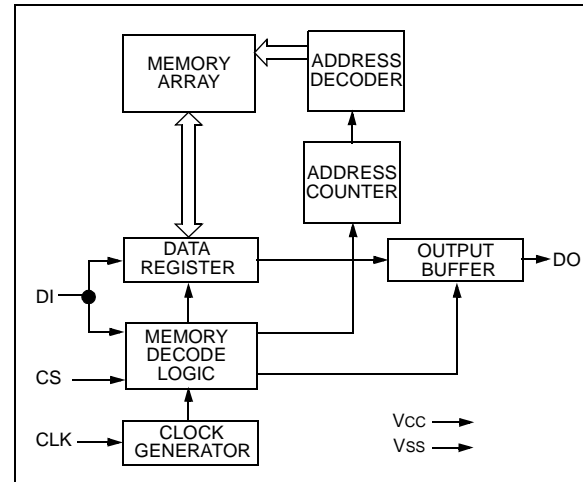 MEMORY
ARRAY
ADDRESS
DECODER
ADDRESS
COUNTER
DATA
REGISTER
OUTPUT
BUFFER
DO
DI
MEMORY
DECODE
LOGIC
CS
CLK
CLOCK
GENERATOR
VCC
VSS